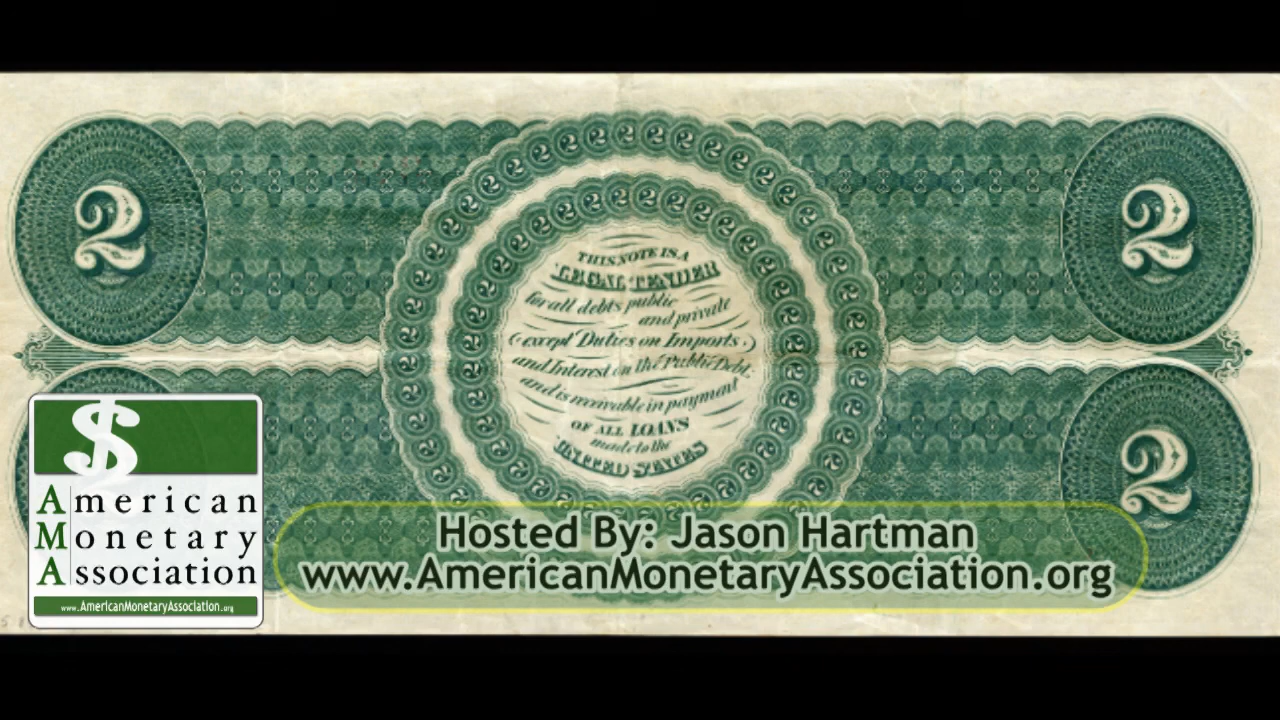 2
2
THIS NOTE IS A
LEGAL TENDER
for all debts public
and private
(except Duties on Imports,)
and Interest on the Public Debt:
and is receivable in payment
OF ALL LOANS
made to the
UNITED STATES
2
American
Monetary
Association
www.AmericanMonetaryAssociation.org
Hosted By: Jason Hartman
www.AmericanMonetaryAssociation.org